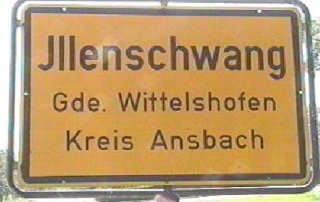 Jllenschwang
Gde. Wittelshofen
Kreis Ansbach